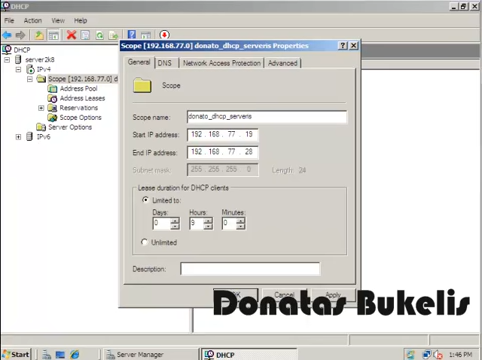 DHCP
File Action View Help
DHCP
server2k8
IPv4
Scope [192.168.77.0] d
Address Pool
Address Leases
Reservations
Scope Options
Server Options
IPv6
Scope [192.168.77.0] donato_dhcp_serveris Properties
General DNS Network Access Protection Advanced
Scope
Scope name: donato_dhcp_serveris
Start IP address: 192 . 168 . 77 . 19
End IP address: 192 . 168 . 77 . 28
Subnet mask: 255 . 255 . 255 . 0 Length: 24
Lease duration for DHCP clients
Limited to:
Days: Hours: Minutes:
0 9 0
Unlimited
Description:
Cancel Apply
Donatas Bukelis
Start Server Manager DHCP 1:46 PM